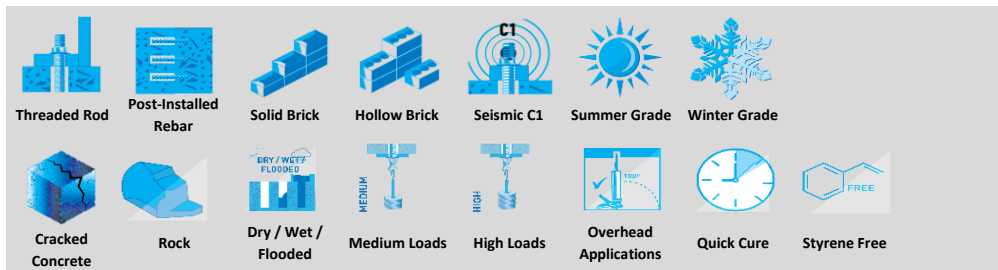 C1
Threaded Rod
Post-Installed
Rebar
Solid Brick
Hollow Brick
Seismic C1
Summer Grade
Winter Grade
DRY / WET /
FLOODED
MEDIUM
HIGH
180°
FREE
Cracked
Concrete
Rock
Dry / Wet /
Flooded
Medium Loads
High Loads
Overhead
Applications
Quick Cure
Styrene Free